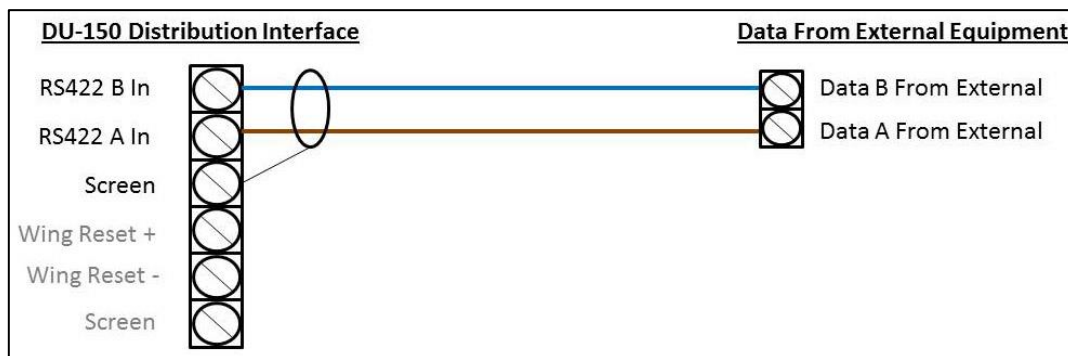 DU-150 Distribution Interface
Data From External Equipment
RS422 B In
Data B From External
RS422 A In
Data A From External
Screen
Wing Reset +
Wing Reset -
Screen